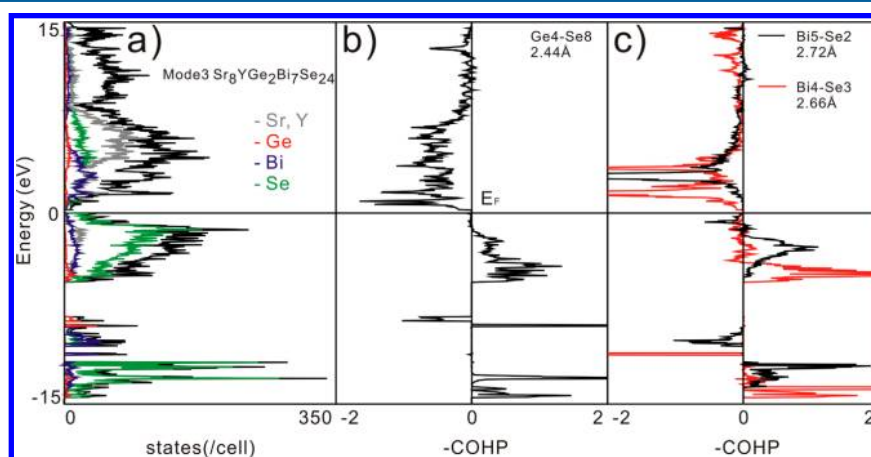 a)
Mode3 Sr8YGe2Bi7Se24
- Sr, Y
- Ge
- Bi
- Se
b)
Ge4-Se8
2.44Å
EF
c)
Bi5-Se2
2.72Å
Bi4-Se3
2.66Å
Energy (eV)
15
0
-15
0 350
states(/cell)
-2 0 2
-COHP
-2 0 2
-COHP